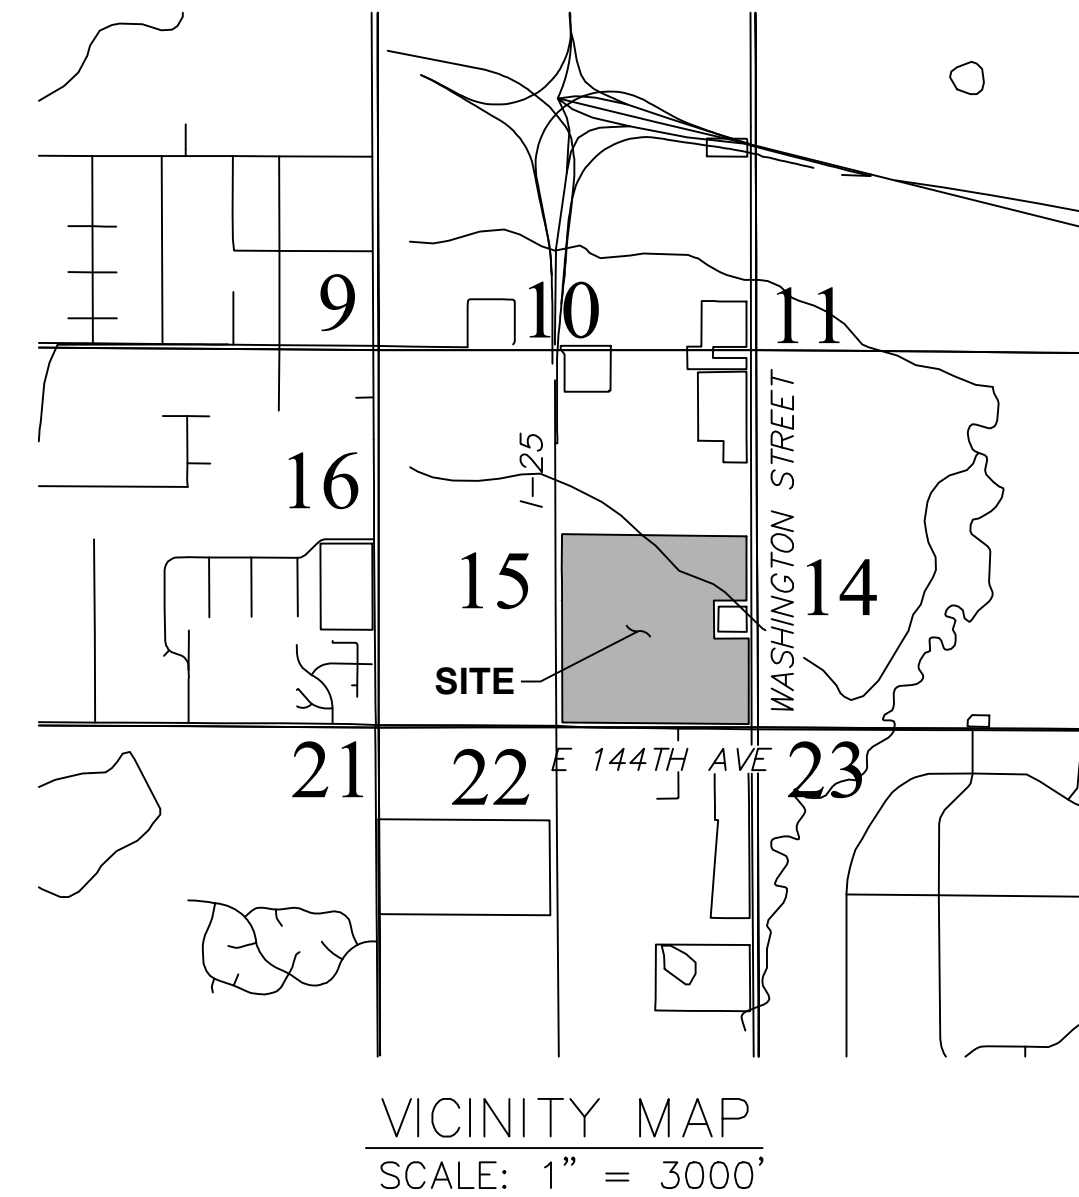 9
10
11
16
I-25
WASHINGTON STREET
15
14
SITE
21
22
E 144TH AVE
23
VICINITY MAP
SCALE: 1" = 3000'